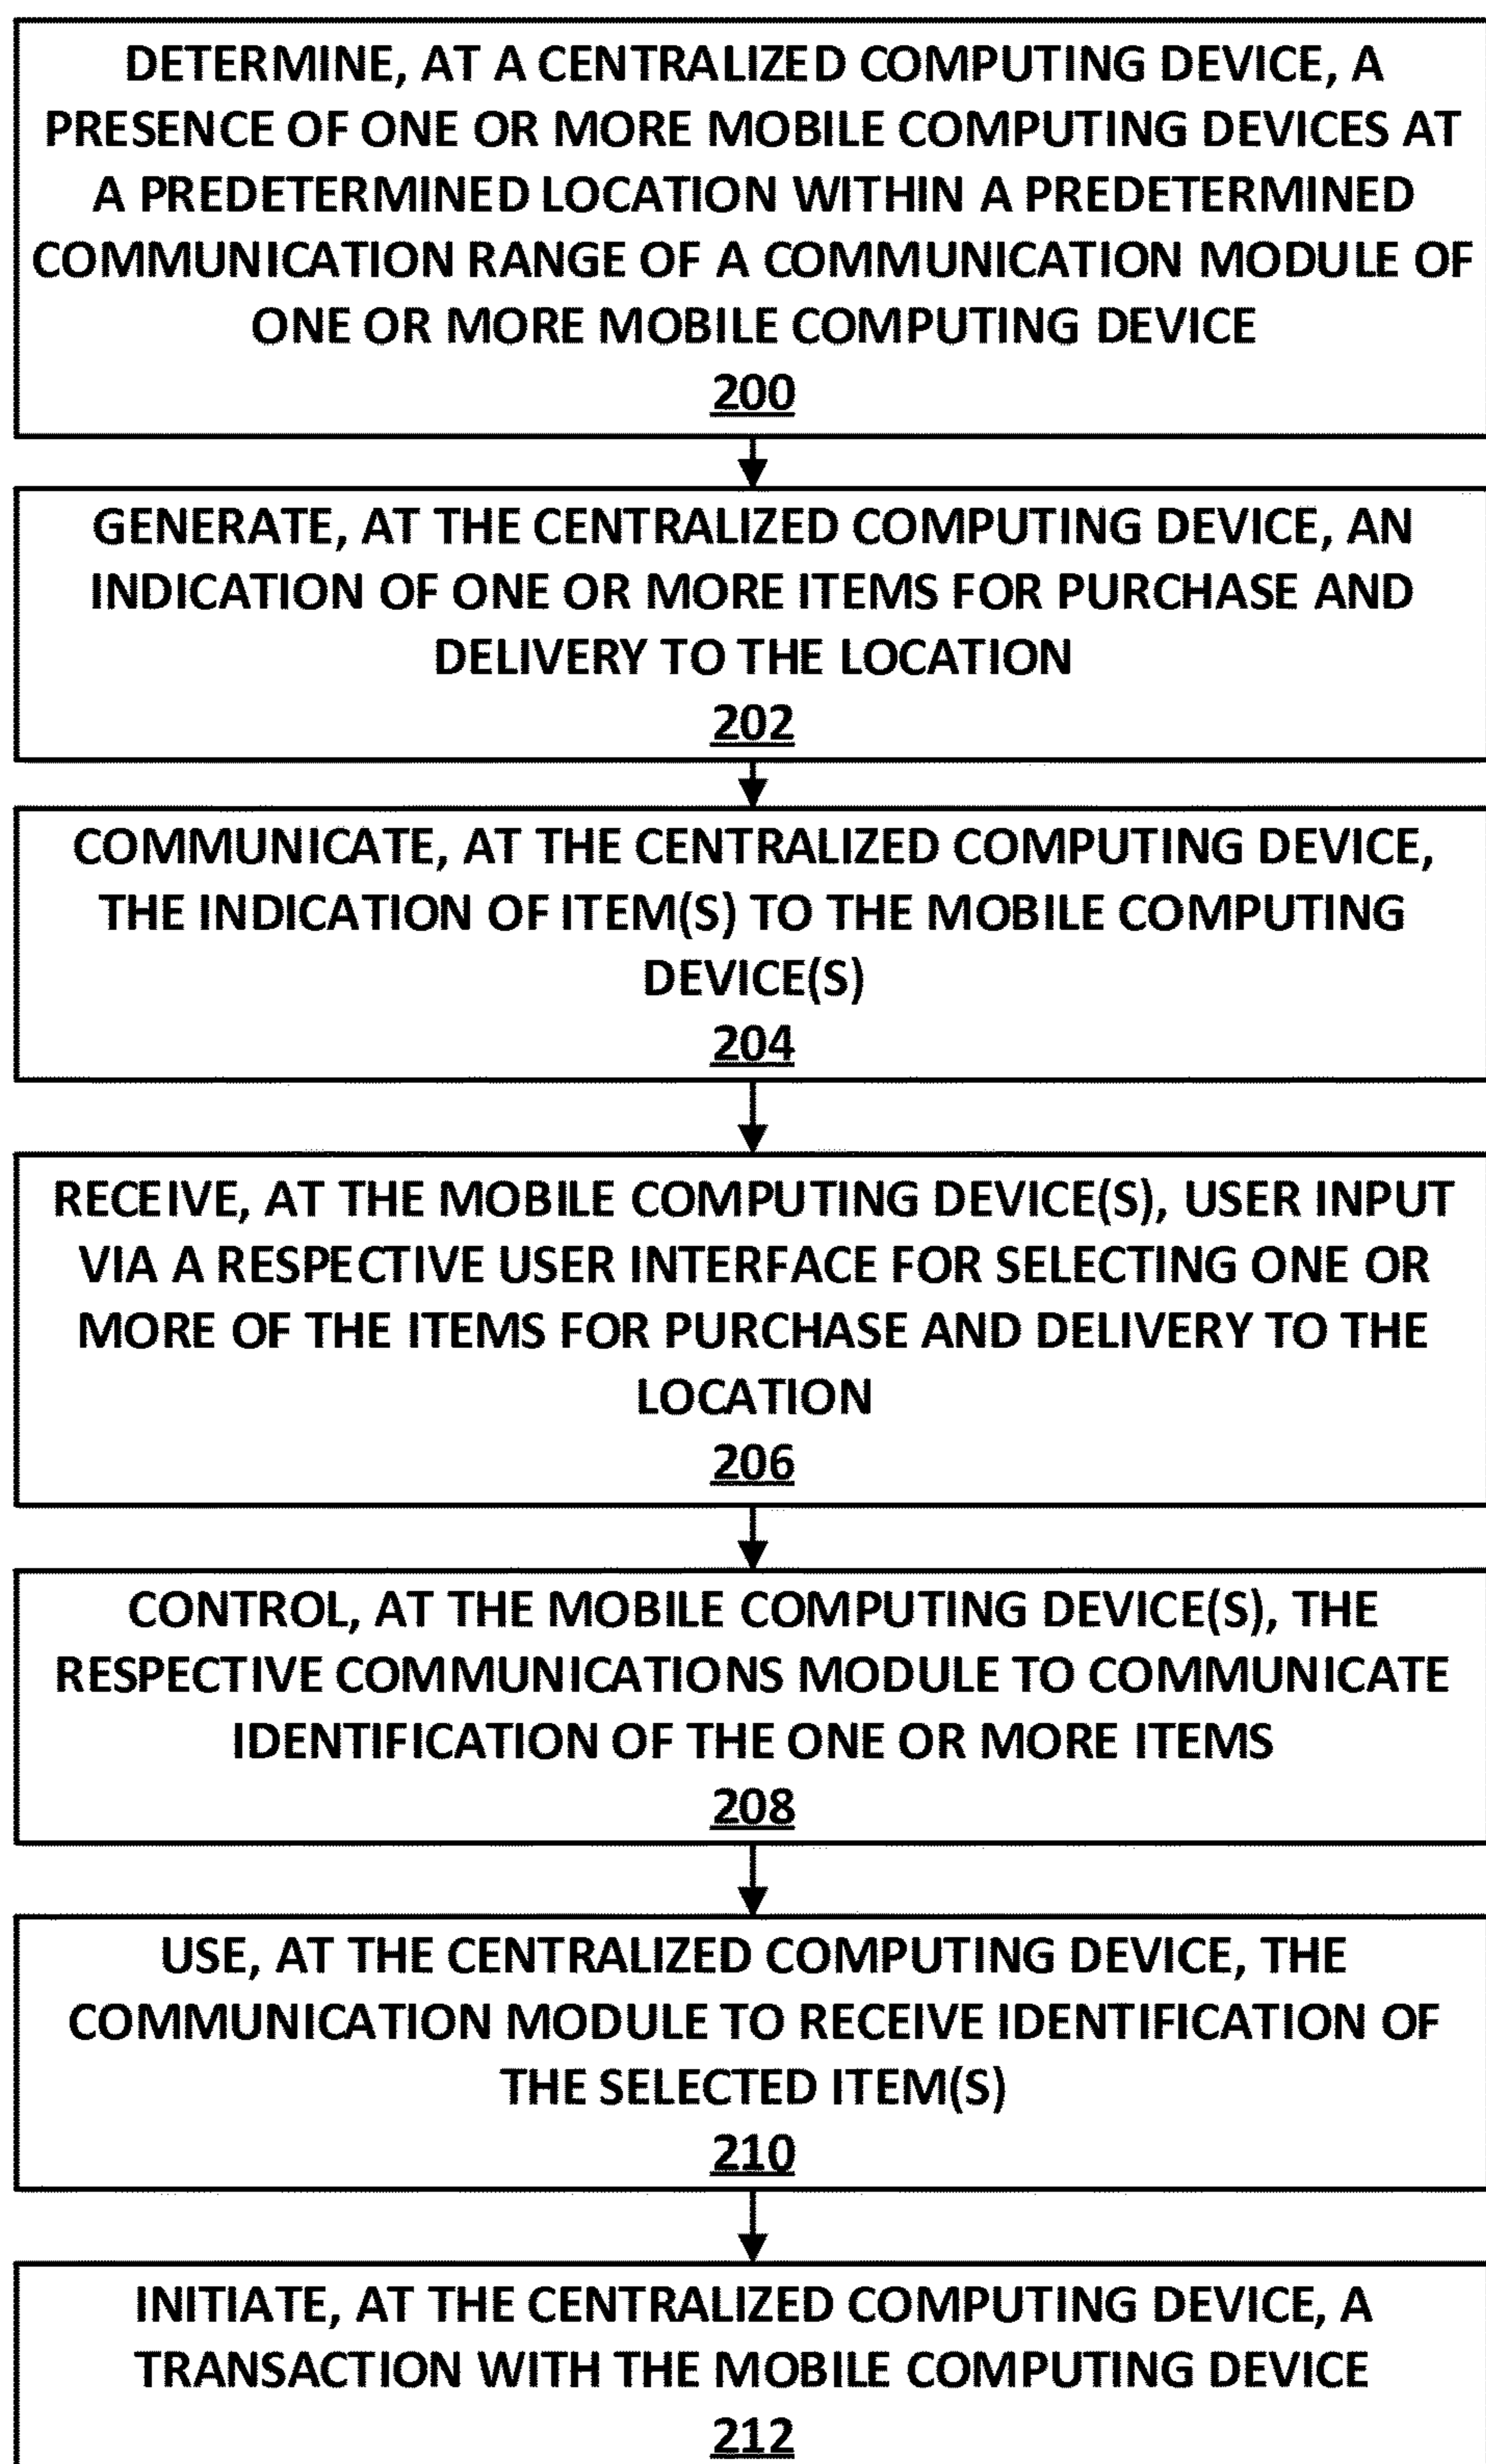 DETERMINE, AT A CENTRALIZED COMPUTING DEVICE, A
PRESENCE OF ONE OR MORE MOBILE COMPUTING DEVICES AT
A PREDETERMINED LOCATION WITHIN A PREDETERMINED
COMMUNICATION RANGE OF A COMMUNICATION MODULE OF
ONE OR MORE MOBILE COMPUTING DEVICE
200
GENERATE, AT THE CENTRALIZED COMPUTING DEVICE, AN
INDICATION OF ONE OR MORE ITEMS FOR PURCHASE AND
DELIVERY TO THE LOCATION
202
COMMUNICATE, AT THE CENTRALIZED COMPUTING DEVICE,
THE INDICATION OF ITEM(S) TO THE MOBILE COMPUTING
DEVICE(S)
204
RECEIVE, AT THE MOBILE COMPUTING DEVICE(S), USER INPUT
VIA A RESPECTIVE USER INTERFACE FOR SELECTING ONE OR
MORE OF THE ITEMS FOR PURCHASE AND DELIVERY TO THE
LOCATION
206
CONTROL, AT THE MOBILE COMPUTING DEVICE(S), THE
RESPECTIVE COMMUNICATIONS MODULE TO COMMUNICATE
IDENTIFICATION OF THE ONE OR MORE ITEMS
208
USE, AT THE CENTRALIZED COMPUTING DEVICE, THE
COMMUNICATION MODULE TO RECEIVE IDENTIFICATION OF
THE SELECTED ITEM(S)
210
INITIATE, AT THE CENTRALIZED COMPUTING DEVICE, A
TRANSACTION WITH THE MOBILE COMPUTING DEVICE
212